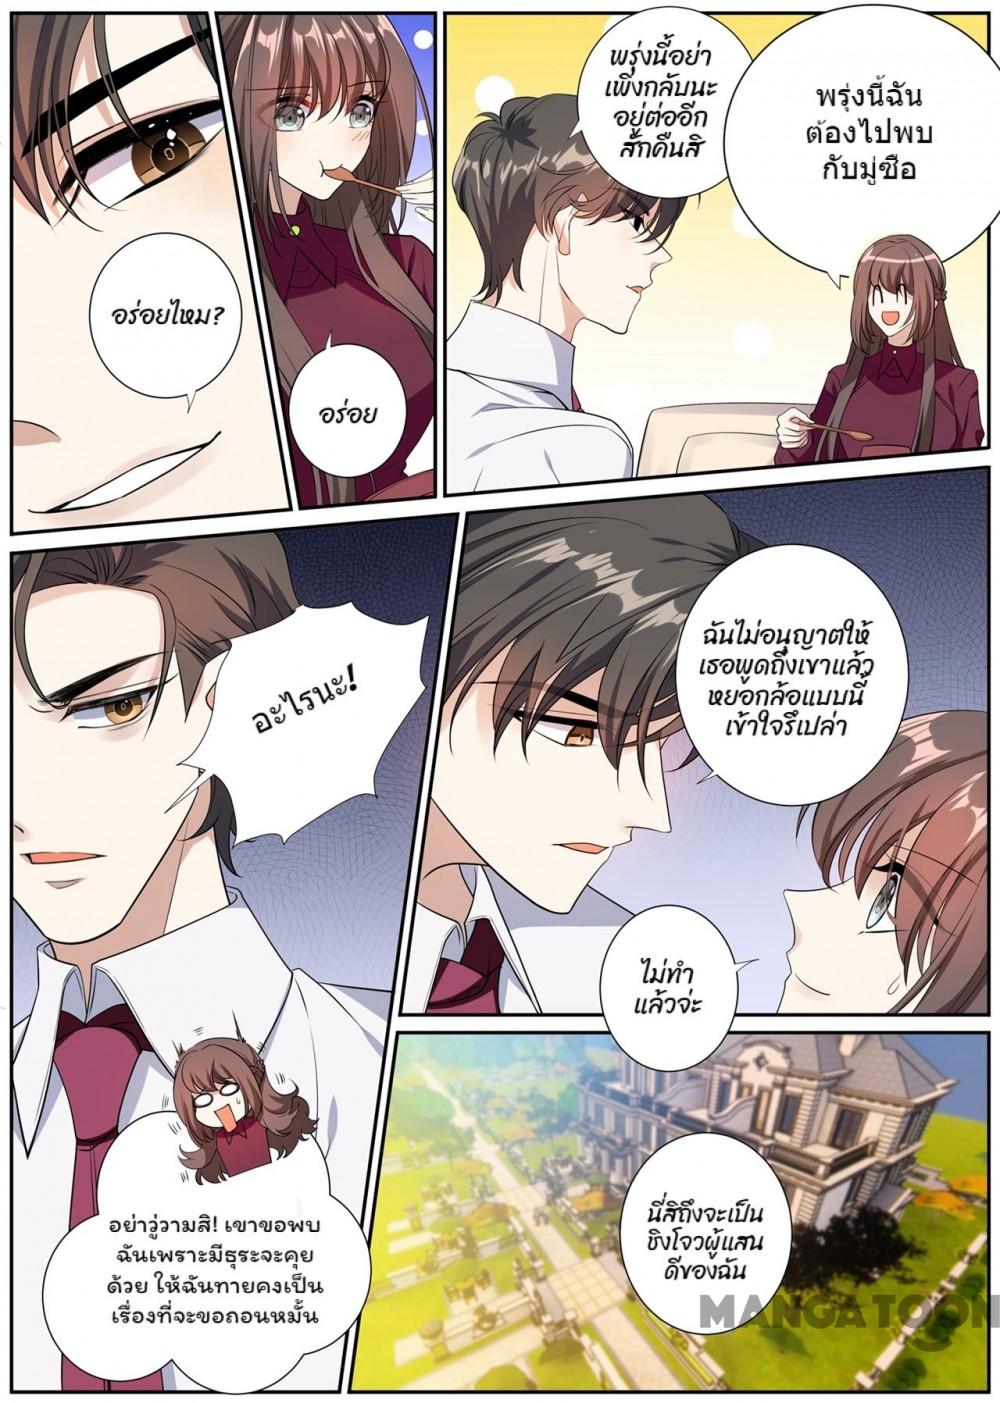 อร่อยไหม?
อร่อย
พรุ่งนี้อย่า
เพิ่งกลับนะ
อยู่ต่ออีก
สักคืนสิ
พรุ่งนี้ฉัน
ต้องไปพบ
กับมู่ซือ
อะไรนะ!
ฉันไม่อนุญาตให้
เธอพูดถึงเขาแล้ว
หยอกล้อแบบนี้
เข้าใจรึเปล่า
ไม่ทำ
แล้วจ่ะ
อย่าวู่วามสิ! เขาขอพบ
ฉันเพราะมีธุระจะคุย
ด้วย ให้ฉันทายคงเป็น
เรื่องที่จะขอถอนหมั้น
นี่สิถึงจะเป็น
ชิงโจวผู้แสน
ดีของฉัน
MANGATOON